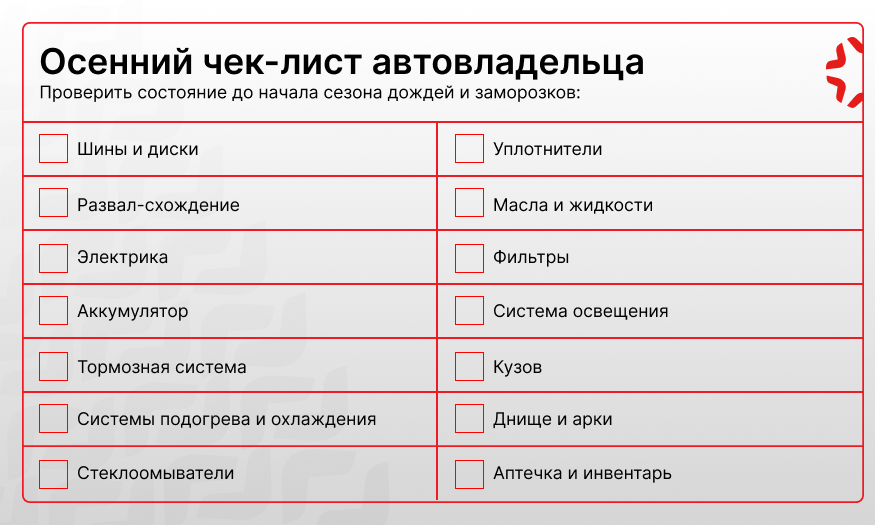 Осенний чек-лист автовладельца
Проверить состояние до начала сезона дождей и заморозков:
Шины и диски
Уплотнители
Развал-схождение
Масла и жидкости
Электрика
Фильтры
Аккумулятор
Система освещения
Тормозная система
Кузов
Системы подогрева и охлаждения
Днище и арки
Стеклоомыватели
Аптечка и инвентарь